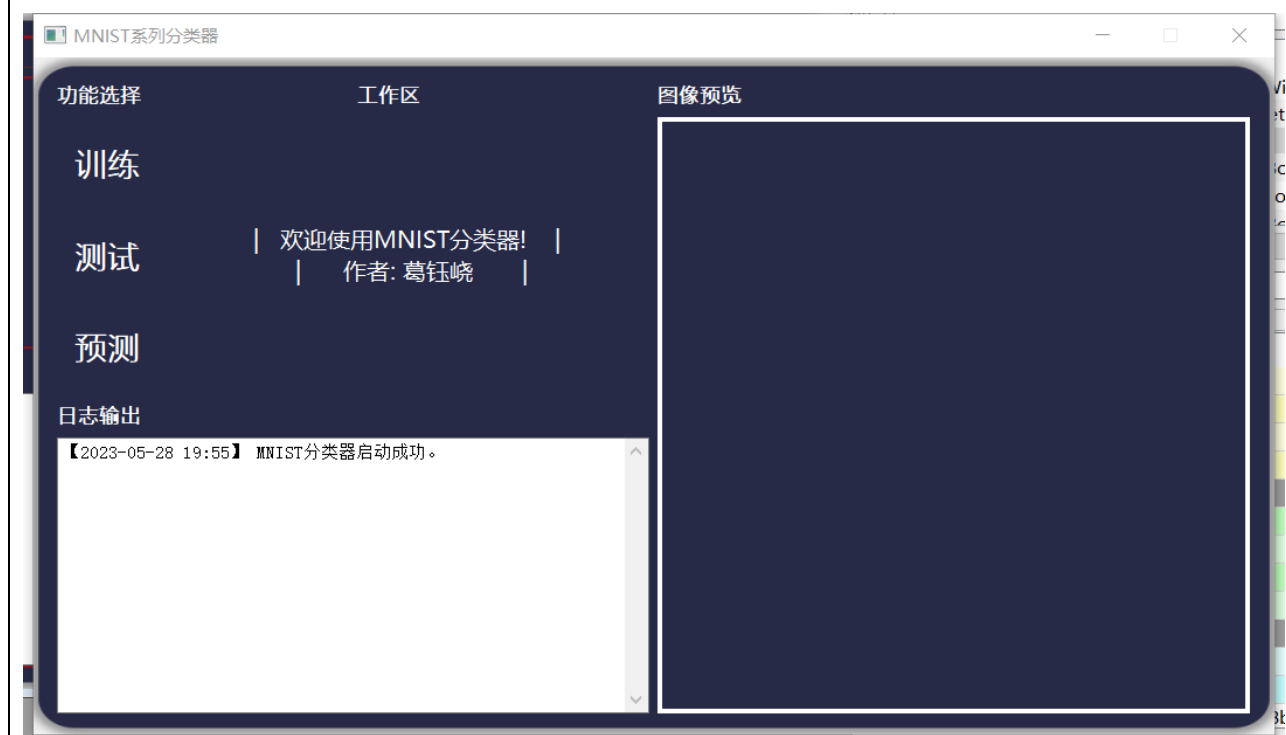 MNIST系列分类器
功能选择
工作区
图像预览
训练
测试
预测
| 欢迎使用MNIST分类器! |
| 作者: 葛钰峣 |
日志输出
【2023-05-28 19:55】 MNIST分类器启动成功。